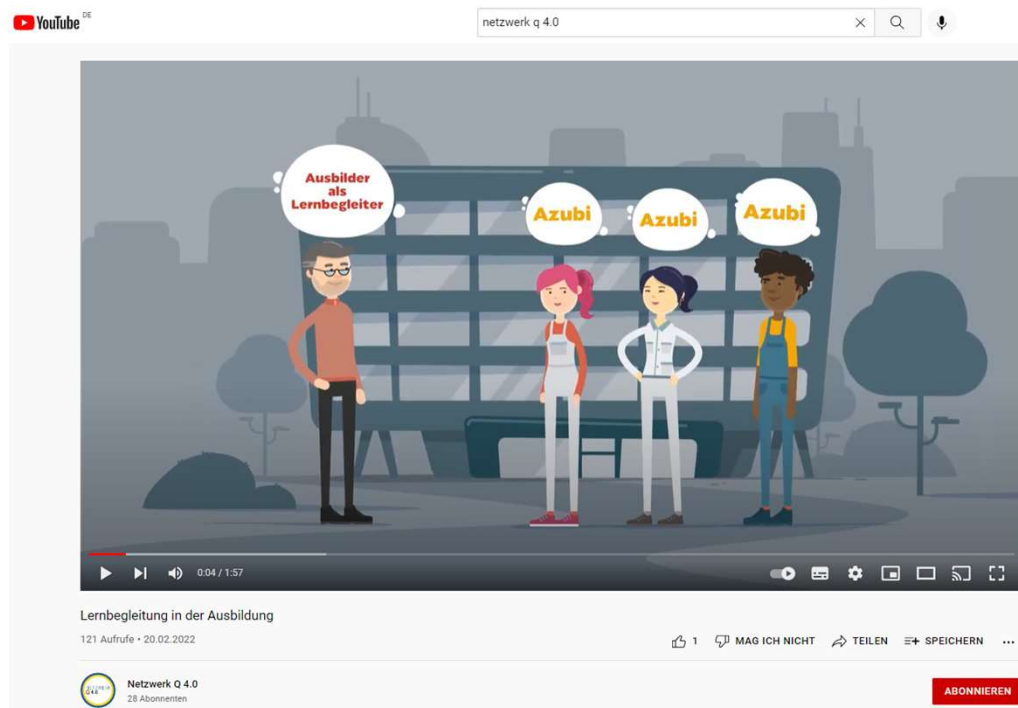 YouTube DE
netzwerk q 4.0
Ausbilder
als
Lernbegleiter
Azubi
Azubi
Azubi
0:04 / 1:57
Lernbegleitung in der Ausbildung
121 Aufrufe • 20.02.2022
1 MAG ICH NICHT TEILEN SPEICHERN
Netzwerk Q 4.0
28 Abonnenten
ABONNIEREN